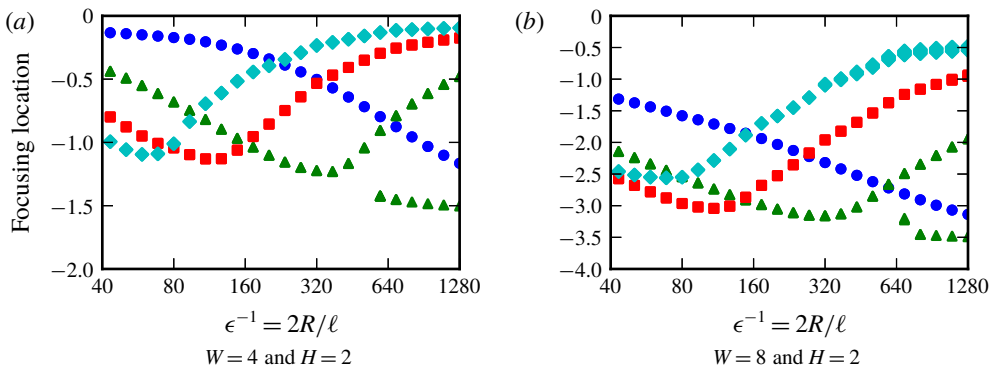 (a)
Focusing location
0
−0.5
−1.0
−1.5
−2.0
40 80 160 320 640 1280
ϵ⁻¹ = 2R/ℓ
W = 4 and H = 2
(b)
0
−0.5
−1.0
−1.5
−2.0
−2.5
−3.0
−3.5
−4.0
40 80 160 320 640 1280
ϵ⁻¹ = 2R/ℓ
W = 8 and H = 2